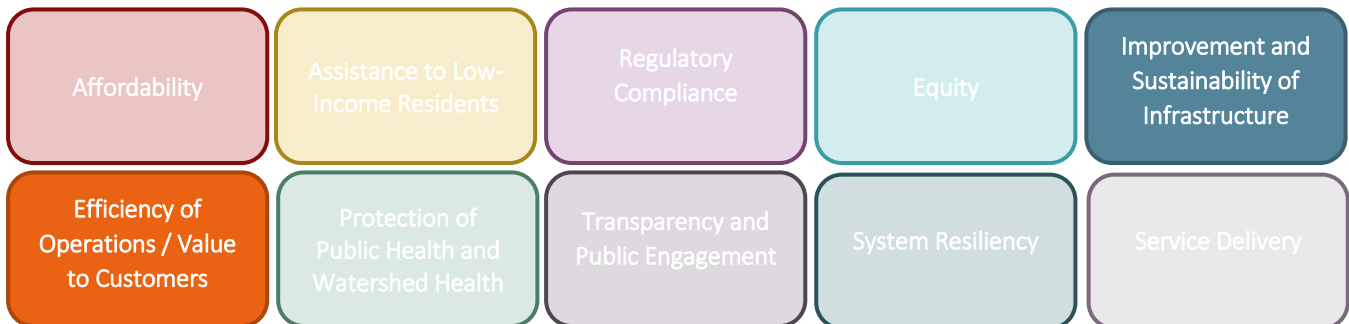 Affordability
Assistance to Low-
Income Residents
Regulatory
Compliance
Equity
Improvement and
Sustainability of
Infrastructure
Efficiency of
Operations / Value
to Customers
Protection of
Public Health and
Watershed Health
Transparency and
Public Engagement
System Resiliency
Service Delivery